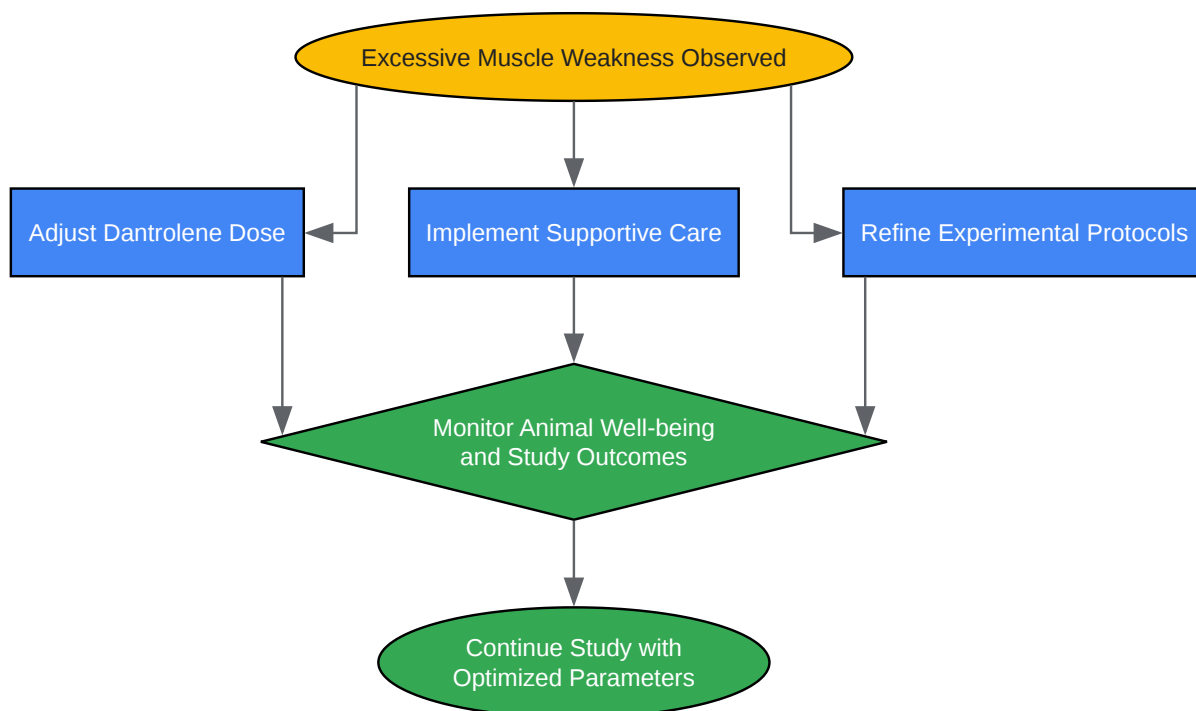 Excessive Muscle Weakness Observed
Adjust Dantrolene Dose
Implement Supportive Care
Refine Experimental Protocols
Monitor Animal Well-being
and Study Outcomes
Continue Study with
Optimized Parameters